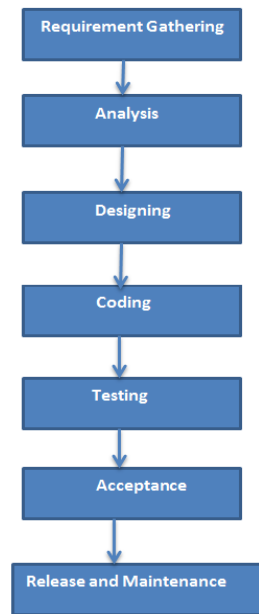 Requirement Gathering
Analysis
Designing
Coding
Testing
Acceptance
Release and Maintenance